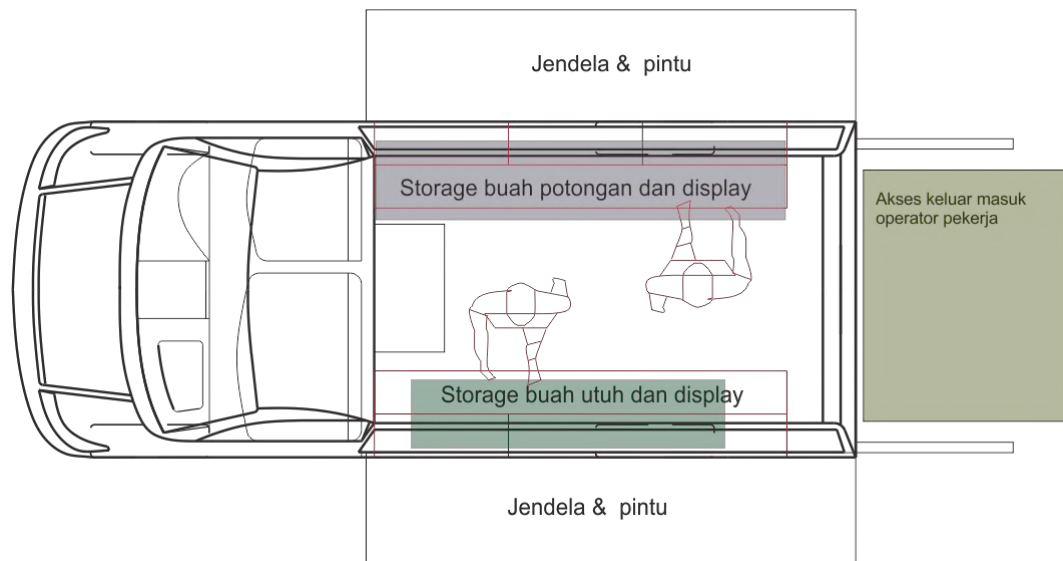 Jendela & pintu
Storage buah potongan dan display
Akses keluar masuk
operator pekerja
Storage buah utuh dan display
Jendela & pintu